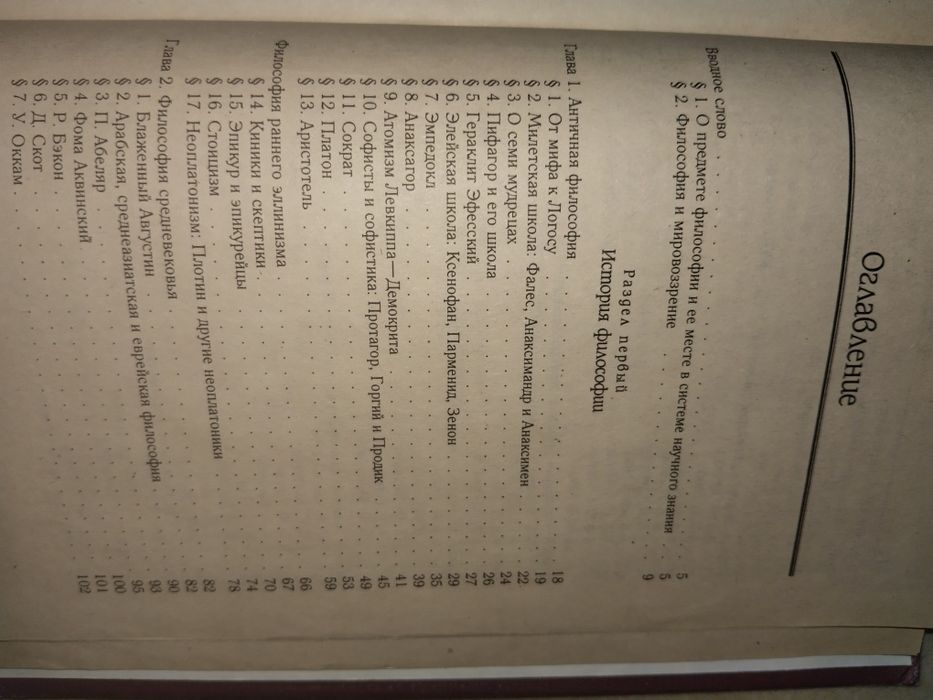 Оглавление
Вводное слово . . . 5
§ 1. О предмете философии и ее месте в системе научного знания . . 5
§ 2. Философия и мировоззрение . . . 9
Раздел первый
История философии
Глава 1. Античная философия . . . 18
§ 1. От мифа к Логосу . . . 19
§ 2. Милетская школа: Фалес, Анаксимандр и Анаксимен . . . 22
§ 3. О семи мудрецах . . . 24
§ 4. Пифагор и его школа . . . 26
§ 5. Гераклит Эфесский . . . 27
§ 6. Элейская школа: Ксенофан, Парменид, Зенон . . . 29
§ 7. Эмпедокл . . . 35
§ 8. Анаксагор . . . 39
§ 9. Атомизм Левкиппа—Демокрита . . . 41
§ 10. Софисты и софистика: Протагор, Горгий и Продик . . . 45
§ 11. Сократ . . . 49
§ 12. Платон . . . 53
§ 13. Аристотель . . . 59
Философия раннего эллинизма . . . 66
§ 14. Киники и скептики . . . 67
§ 15. Эпикур и эпикурейцы . . . 70
§ 16. Стоицизм . . . 74
§ 17. Неоплатонизм: Плотин и другие неоплатоники . . . 78
Глава 2. Философия средневековья . . . 82
§ 1. Блаженный Августин . . . 82
§ 2. Арабская, среднеазиатская и еврейская философия . . . 90
§ 3. П. Абеляр . . . 93
§ 4. Фома Аквинский . . . 95
§ 5. Р. Бэкон . . . 100
§ 6. Д. Скот . . . 101
§ 7. У. Оккам . . . 102